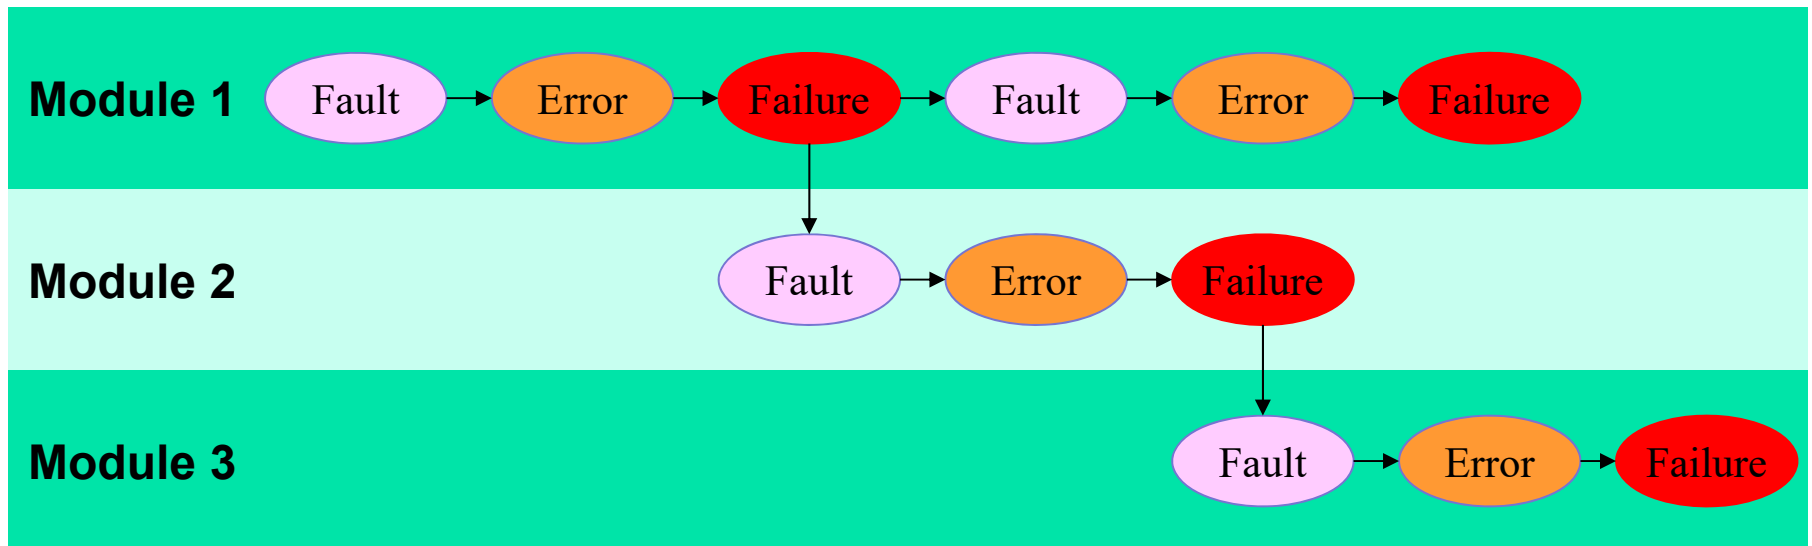 Module 1 Fault Error Failure Fault Error Failure
Module 2 Fault Error Failure
Module 3 Fault Error Failure